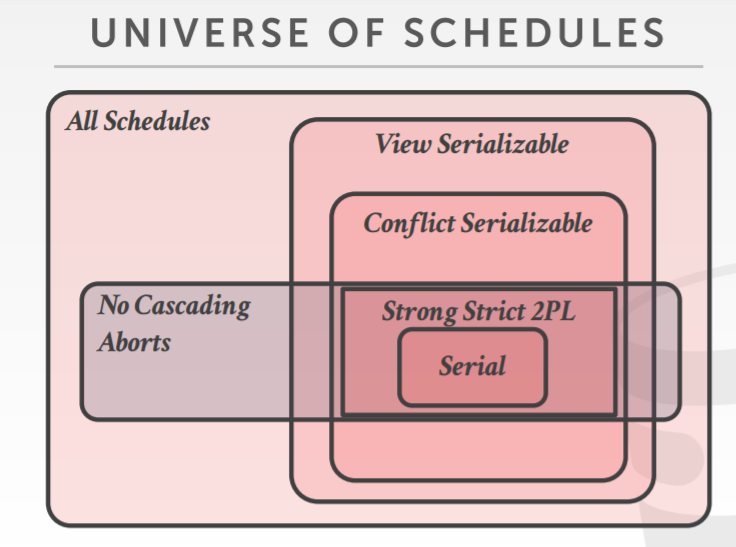 UNIVERSE OF SCHEDULES
All Schedules
View Serializable
Conflict Serializable
No Cascading
Aborts
Strong Strict 2PL
Serial